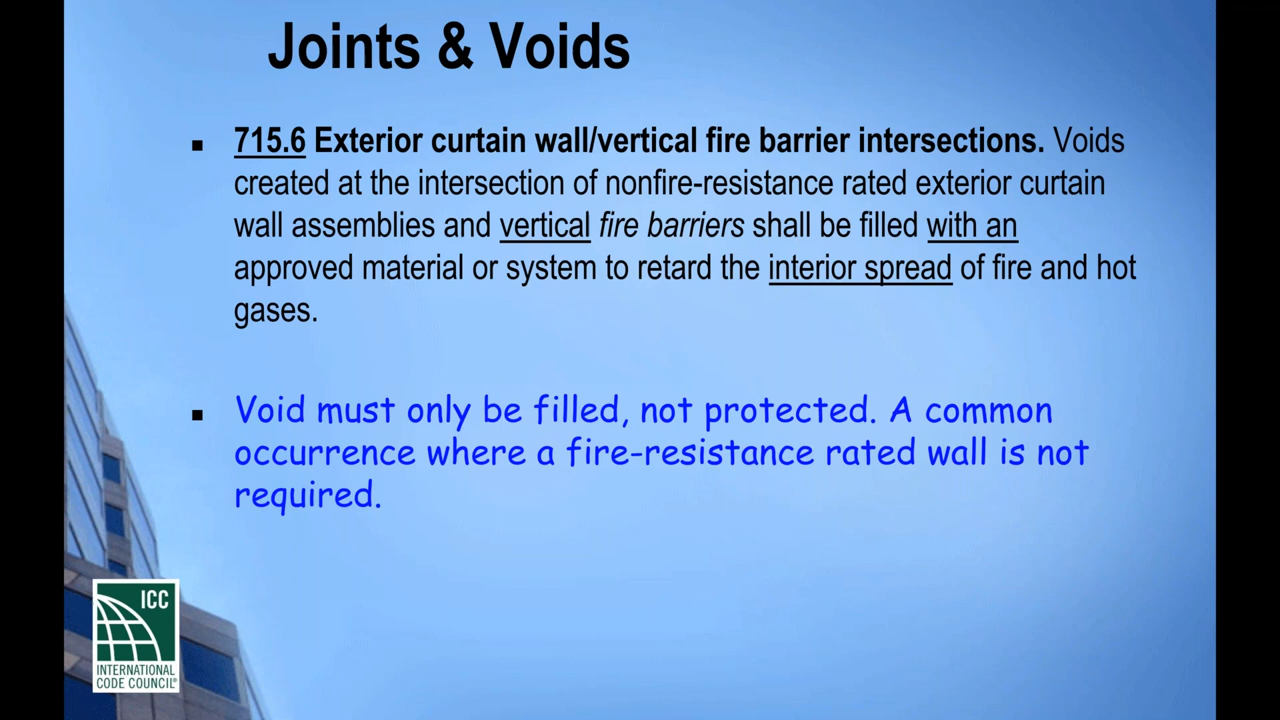 Joints & Voids
▪ 715.6 Exterior curtain wall/vertical fire barrier intersections. Voids
created at the intersection of nonfire-resistance rated exterior curtain
wall assemblies and vertical fire barriers shall be filled with an
approved material or system to retard the interior spread of fire and hot
gases.
▪ Void must only be filled, not protected. A common
occurrence where a fire-resistance rated wall is not
required.
ICC
INTERNATIONAL
CODE COUNCIL®